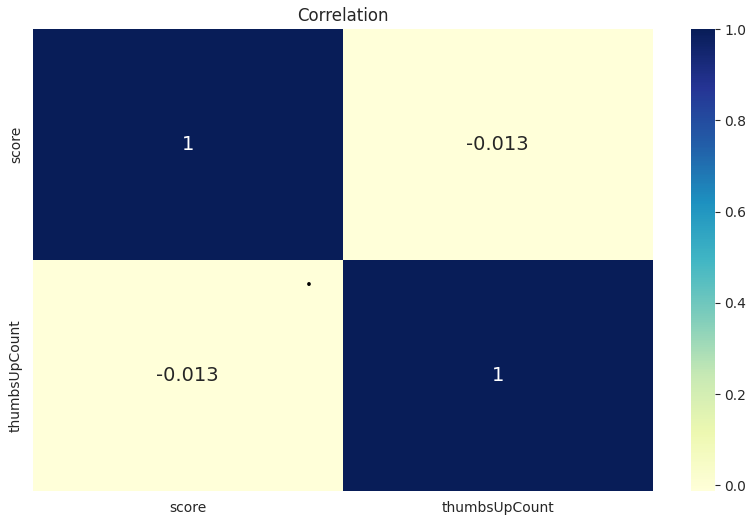 Correlation
score
thumbsUpCount
1
-0.013
-0.013
1
score
thumbsUpCount
1.0
0.8
0.6
0.4
0.2
0.0